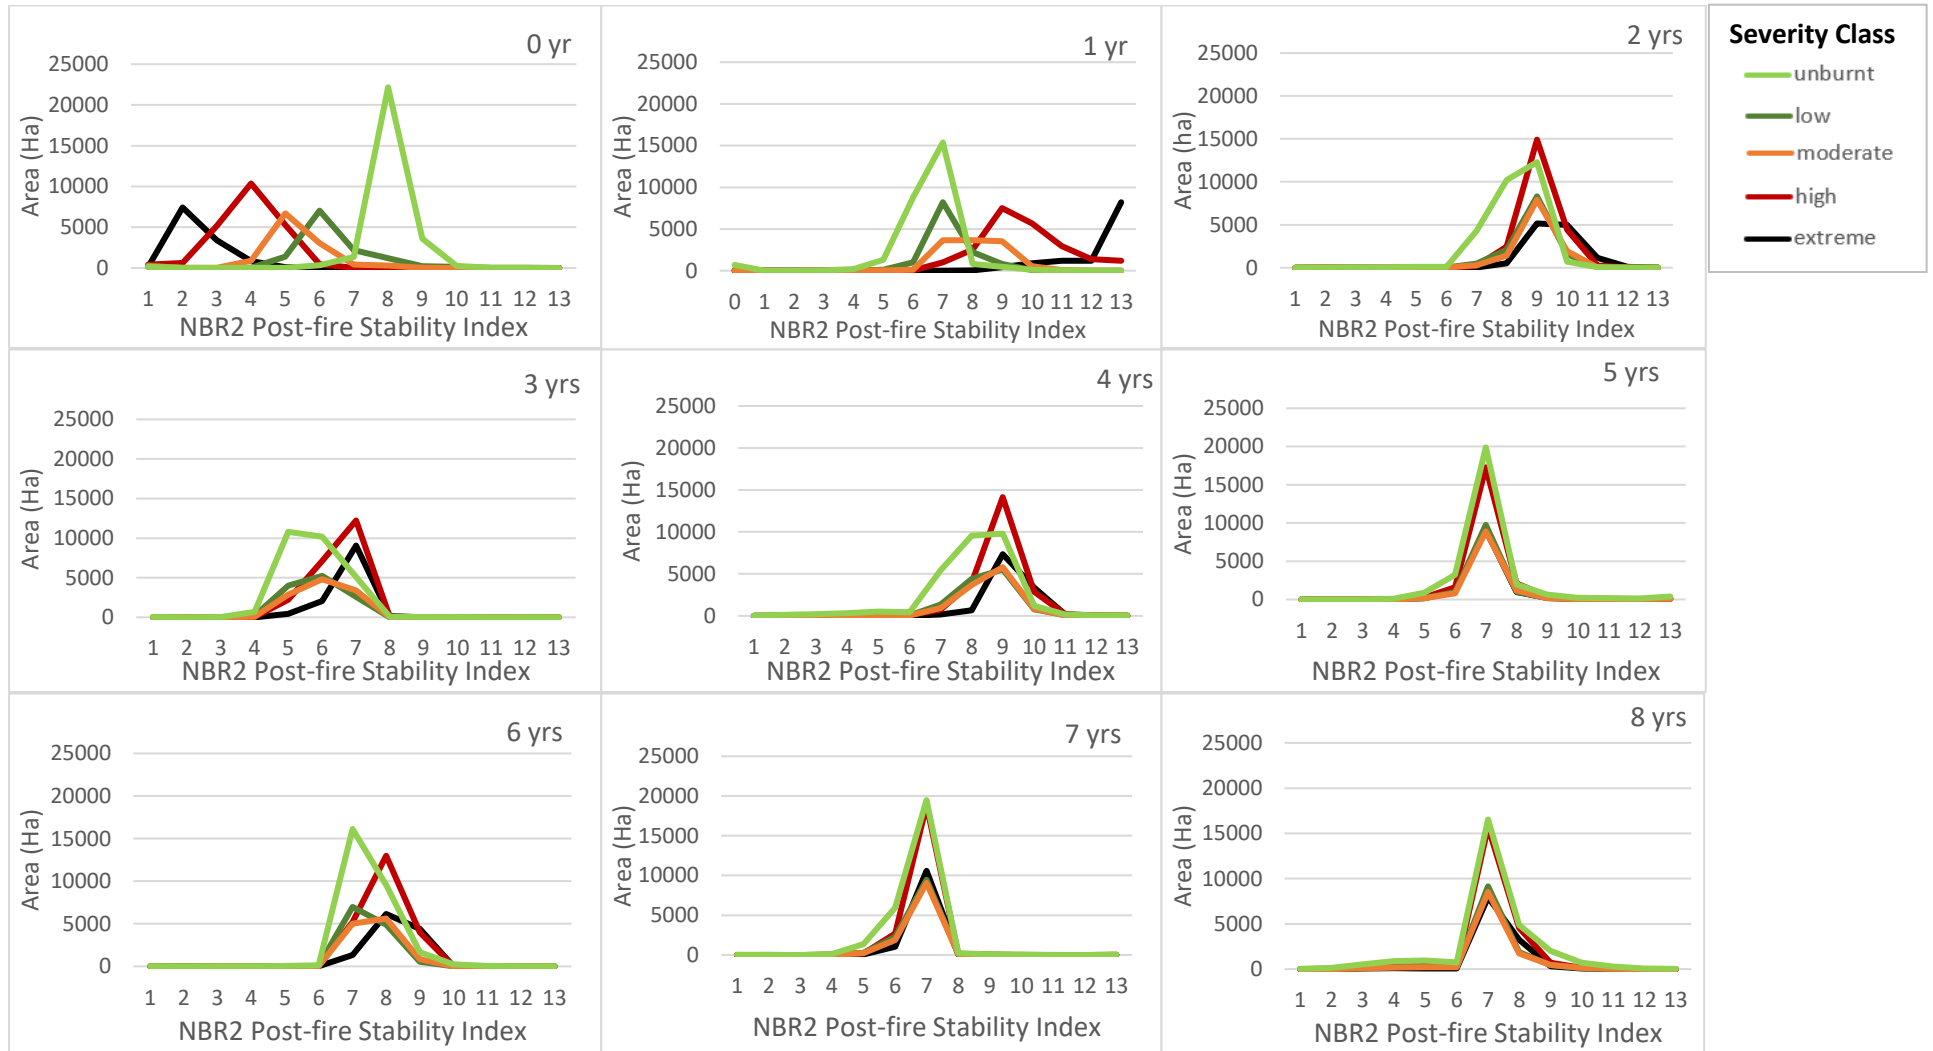 0 yr
25000
20000
15000
10000
5000
0
Area (Ha)
1 2 3 4 5 6 7 8 9 10 11 12 13
NBR2 Post-fire Stability Index
1 yr
25000
20000
15000
10000
5000
0
Area (Ha)
0 1 2 3 4 5 6 7 8 9 10 11 12 13
NBR2 Post-fire Stability Index
2 yrs
25000
20000
15000
10000
5000
0
Area (ha)
1 2 3 4 5 6 7 8 9 10 11 12 13
NBR2 Post-fire Stability Index
Severity Class
unburnt
low
moderate
high
extreme
3 yrs
25000
20000
15000
10000
5000
0
Area (Ha)
1 2 3 4 5 6 7 8 9 10 11 12 13
NBR2 Post-fire Stability Index
4 yrs
25000
20000
15000
10000
5000
0
Area (Ha)
1 2 3 4 5 6 7 8 9 10 11 12 13
NBR2 Post-fire Stability Index
5 yrs
25000
20000
15000
10000
5000
0
Area (Ha)
1 2 3 4 5 6 7 8 9 10 11 12 13
NBR2 Post-fire Stability Index
6 yrs
25000
20000
15000
10000
5000
0
Area (Ha)
1 2 3 4 5 6 7 8 9 10 11 12 13
NBR2 Post-fire Stability Index
7 yrs
25000
20000
15000
10000
5000
0
Area (Ha)
1 2 3 4 5 6 7 8 9 10 11 12 13
NBR2 Post-fire Stability Index
8 yrs
25000
20000
15000
10000
5000
0
Area (Ha)
1 2 3 4 5 6 7 8 9 10 11 12 13
NBR2 Post-fire Stability Index